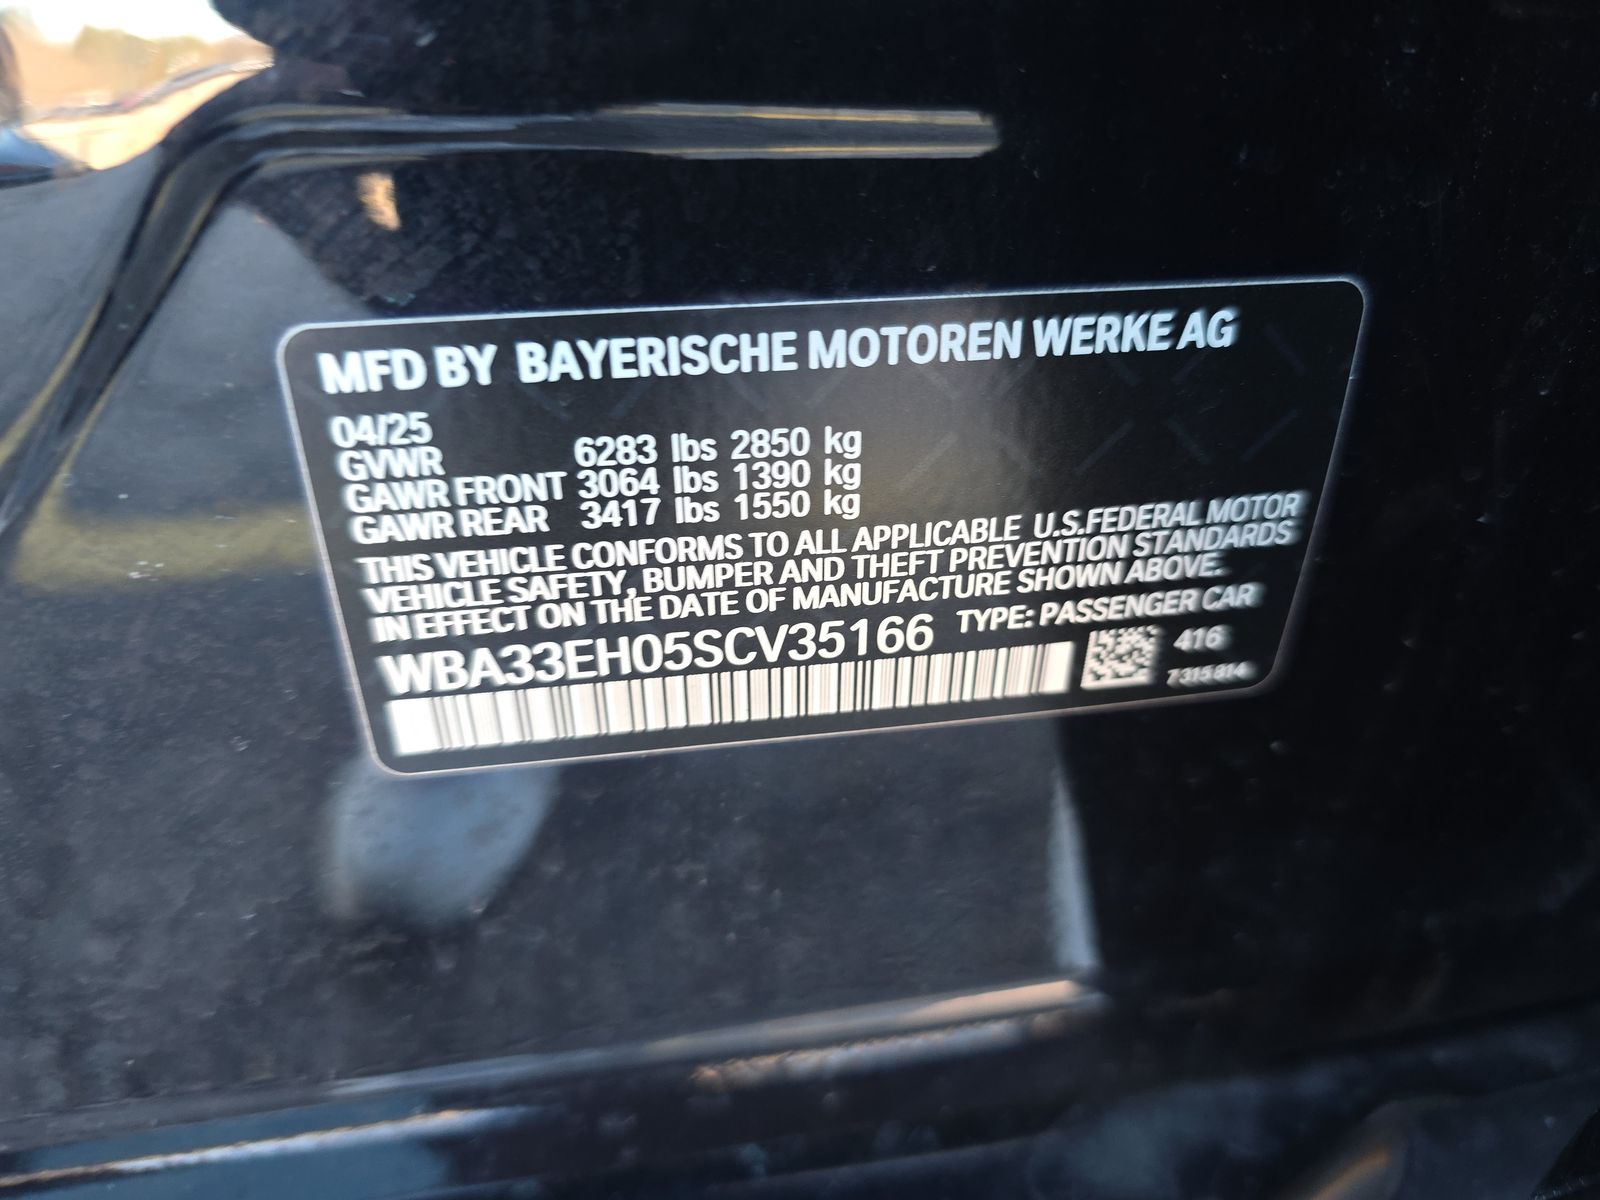 MFD BY BAYERISCHE MOTOREN WERKE AG
04/25
GVWR 6283 lbs 2850 kg
GAWR FRONT 3064 lbs 1390 kg
GAWR REAR 3417 lbs 1550 kg
THIS VEHICLE CONFORMS TO ALL APPLICABLE U.S.FEDERAL MOTOR
VEHICLE SAFETY, BUMPER AND THEFT PREVENTION STANDARDS
IN EFFECT ON THE DATE OF MANUFACTURE SHOWN ABOVE.
WBA33EH05SCV35166 TYPE: PASSENGER CAR
416
7315814